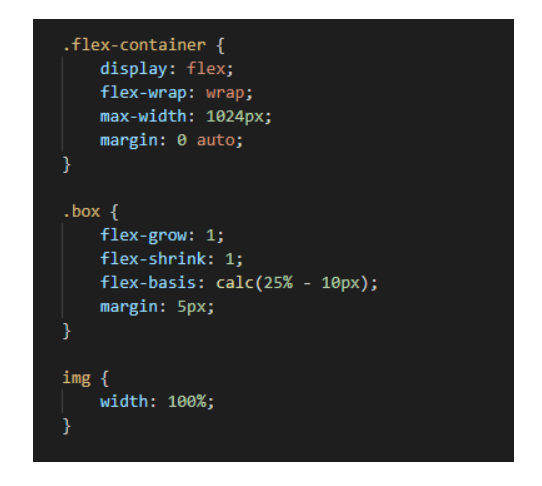 .flex-container {
    display: flex;
    flex-wrap: wrap;
    max-width: 1024px;
    margin: 0 auto;
}

.box {
    flex-grow: 1;
    flex-shrink: 1;
    flex-basis: calc(25% - 10px);
    margin: 5px;
}

img {
    width: 100%;
}